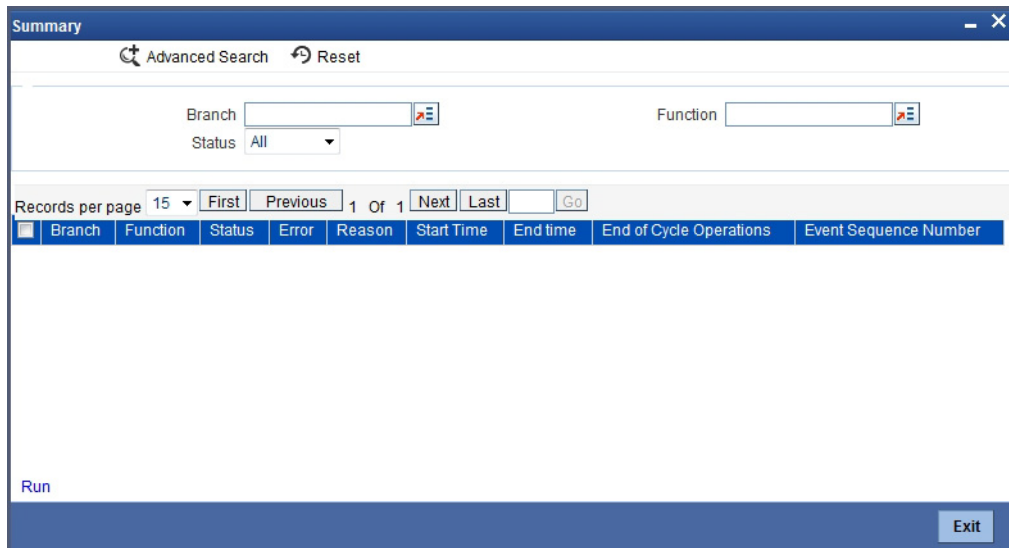 Summary
Advanced Search Reset
Branch Function
Status All
Records per page 15 First Previous 1 Of 1 Next Last Go
Branch Function Status Error Reason Start Time End time End of Cycle Operations Event Sequence Number
Run
Exit